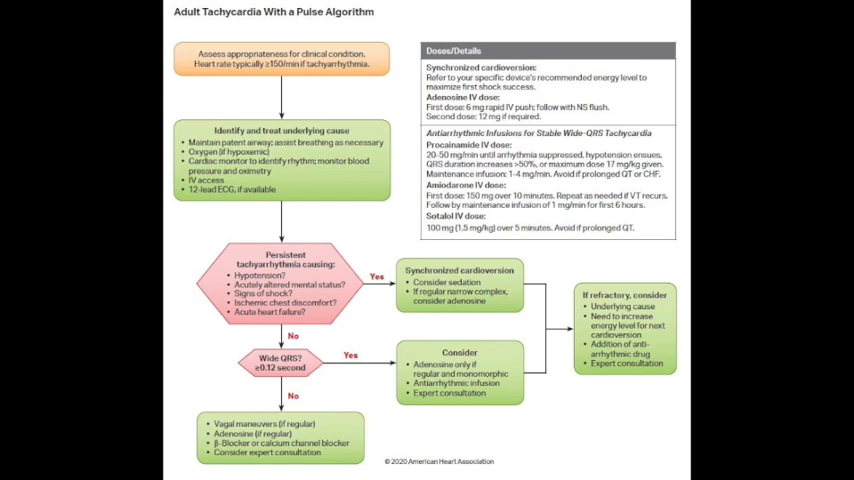 Adult Tachycardia With a Pulse Algorithm
Assess appropriateness for clinical condition.
Heart rate typically ≥150/min if tachyarrhythmia.
Identify and treat underlying cause
• Maintain patent airway; assist breathing as necessary
• Oxygen (if hypoxemic)
• Cardiac monitor to identify rhythm; monitor blood
pressure and oximetry
• IV access
• 12-lead ECG, if available
Persistent
tachyarrhythmia causing:
• Hypotension?
• Acutely altered mental status?
• Signs of shock?
• Ischemic chest discomfort?
• Acute heart failure?
Yes
Synchronized cardioversion
• Consider sedation
• If regular narrow complex,
consider adenosine
If refractory, consider
• Underlying cause
• Need to increase
energy level for next
cardioversion
• Addition of anti-
arrhythmic drug
• Expert consultation
No
Wide QRS?
≥0.12 second
Yes
Consider
• Adenosine only if
regular and monomorphic
• Antiarrhythmic infusion
• Expert consultation
No
• Vagal maneuvers (if regular)
• Adenosine (if regular)
• β-Blocker or calcium channel blocker
• Consider expert consultation
Doses/Details
Synchronized cardioversion:
Refer to your specific device's recommended energy level to
maximize first shock success.
Adenosine IV dose:
First dose: 6 mg rapid IV push; follow with NS flush.
Second dose: 12 mg if required.
Antiarrhythmic Infusions for Stable Wide-QRS Tachycardia
Procainamide IV dose:
20-50 mg/min until arrhythmia suppressed, hypotension ensues,
QRS duration increases >50%, or maximum dose 17 mg/kg given.
Maintenance infusion: 1-4 mg/min. Avoid if prolonged QT or CHF.
Amiodarone IV dose:
First dose: 150 mg over 10 minutes. Repeat as needed if VT recurs.
Follow by maintenance infusion of 1 mg/min for first 6 hours.
Sotalol IV dose:
100 mg (1.5 mg/kg) over 5 minutes. Avoid if prolonged QT.
© 2020 American Heart Association